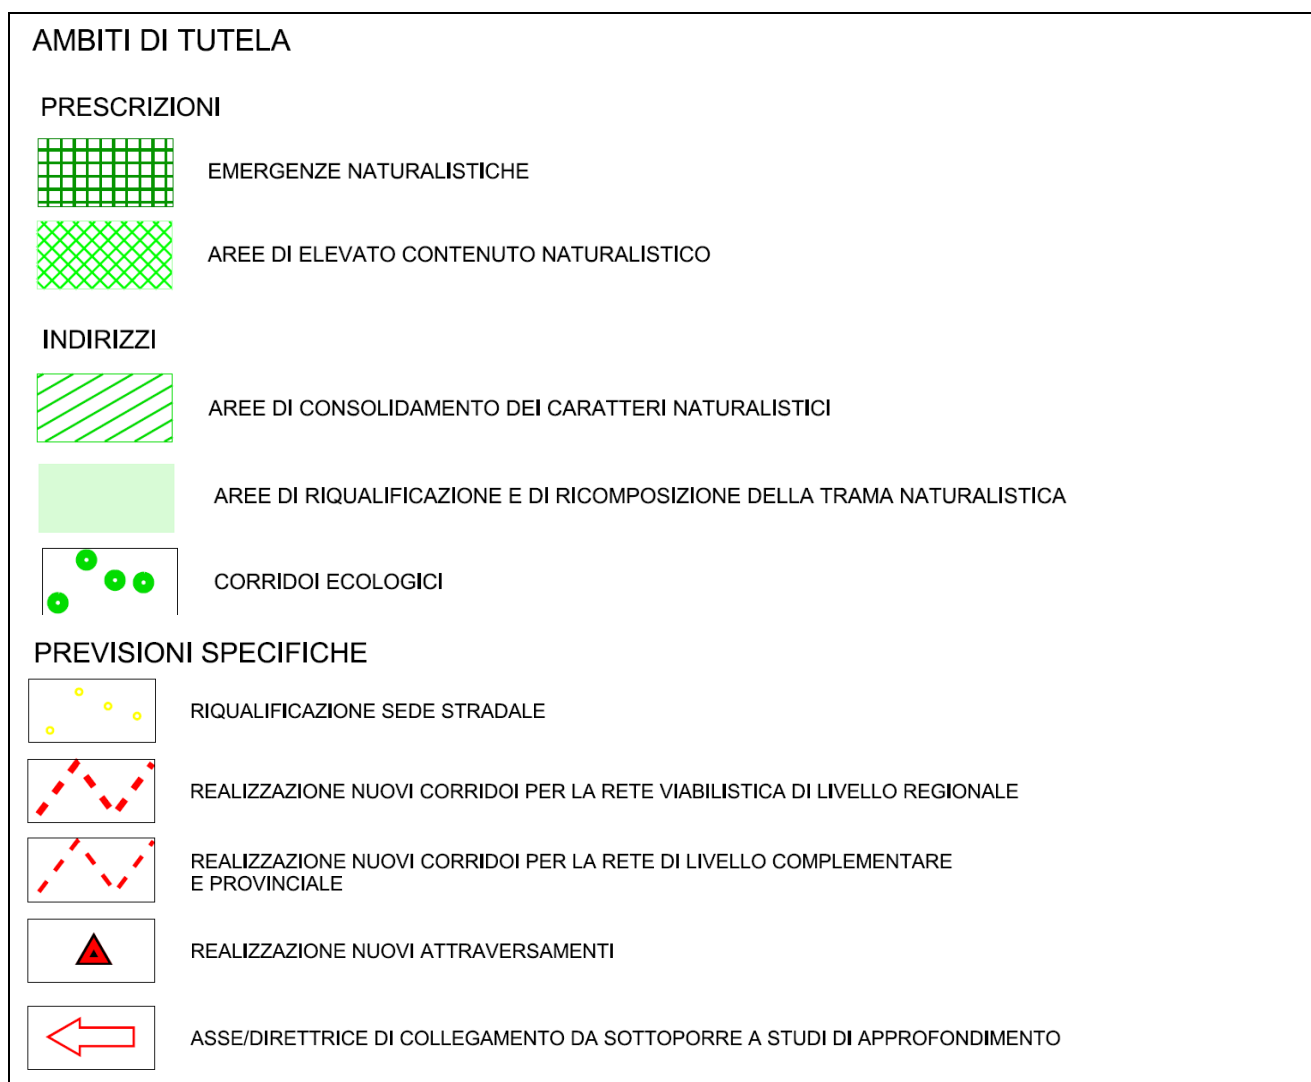 AMBITI DI TUTELA
PRESCRIZIONI
EMERGENZE NATURALISTICHE
AREE DI ELEVATO CONTENUTO NATURALISTICO
INDIRIZZI
AREE DI CONSOLIDAMENTO DEI CARATTERI NATURALISTICI
AREE DI RIQUALIFICAZIONE E DI RICOMPOSIZIONE DELLA TRAMA NATURALISTICA
CORRIDOI ECOLOGICI
PREVISIONI SPECIFICHE
RIQUALIFICAZIONE SEDE STRADALE
REALIZZAZIONE NUOVI CORRIDOI PER LA RETE VIABILISTICA DI LIVELLO REGIONALE
REALIZZAZIONE NUOVI CORRIDOI PER LA RETE DI LIVELLO COMPLEMENTARE
E PROVINCIALE
REALIZZAZIONE NUOVI ATTRAVERSAMENTI
ASSE/DIRETTRICE DI COLLEGAMENTO DA SOTTOPORRE A STUDI DI APPROFONDIMENTO